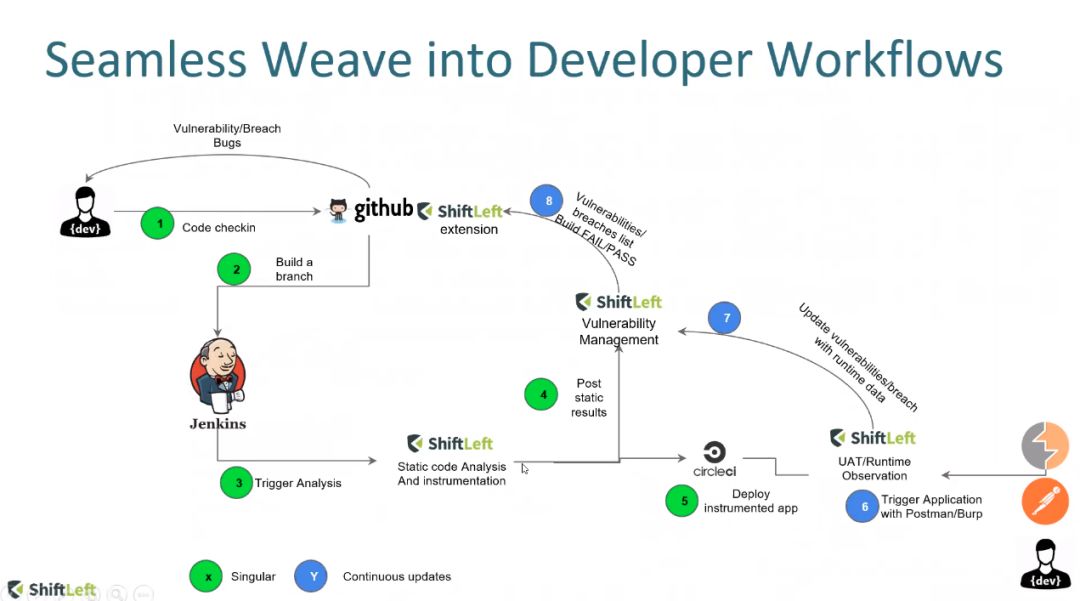 Seamless Weave into Developer Workflows
Vulnerability/Breach
Bugs
{dev}
1
Code checkin
github
ShiftLeft
extension
8
Vulnerabilities/
breaches list
Build FAIL/PASS
2
Build a
branch
ShiftLeft
Vulnerability
Management
7
Update vulnerabilities/breach
with runtime data
Jenkins
4
Post
static
results
3
Trigger Analysis
ShiftLeft
Static code Analysis
And instrumentation
circleci
5
Deploy
instrumented app
ShiftLeft
UAT/Runtime
Observation
6
Trigger Application
with Postman/Burp
{dev}
x
Singular
Y
Continuous updates
ShiftLeft